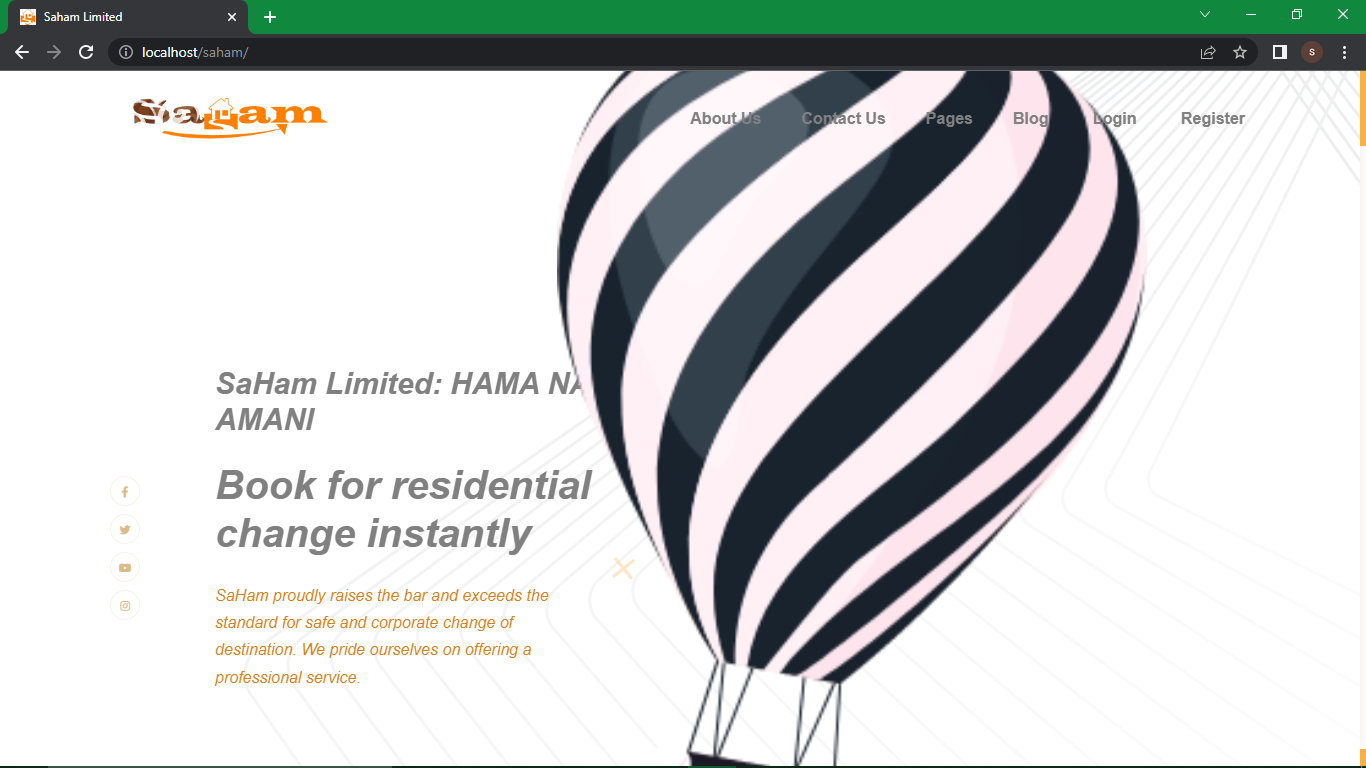 Saham Limited
localhost/saham/
S
SaHam
About Us
Contact Us
Pages
Blog
Login
Register
SaHam Limited: HAMA NA
AMANI
Book for residential
change instantly
SaHam proudly raises the bar and exceeds the
standard for safe and corporate change of
destination. We pride ourselves on offering a
professional service.